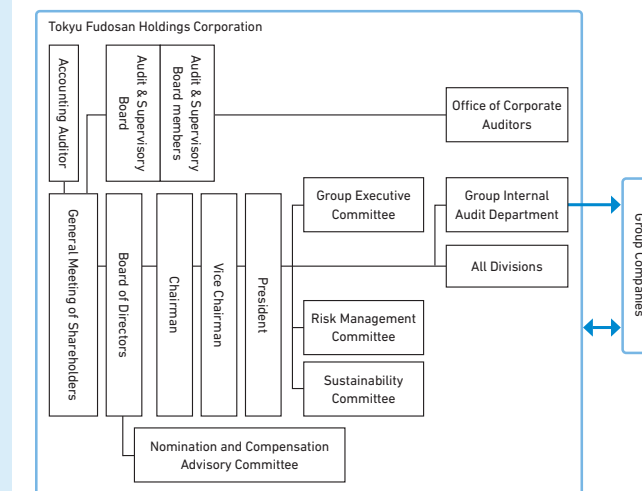 Tokyu Fudosan Holdings Corporation
Accounting Auditor
Audit & Supervisory
Board
Audit & Supervisory
Board members
Office of Corporate
Auditors
General Meeting of Shareholders
Board of Directors
Chairman
Vice Chairman
President
Group Executive
Committee
Group Internal
Audit Department
All Divisions
Risk Management
Committee
Sustainability
Committee
Nomination and Compensation
Advisory Committee
Group Companies